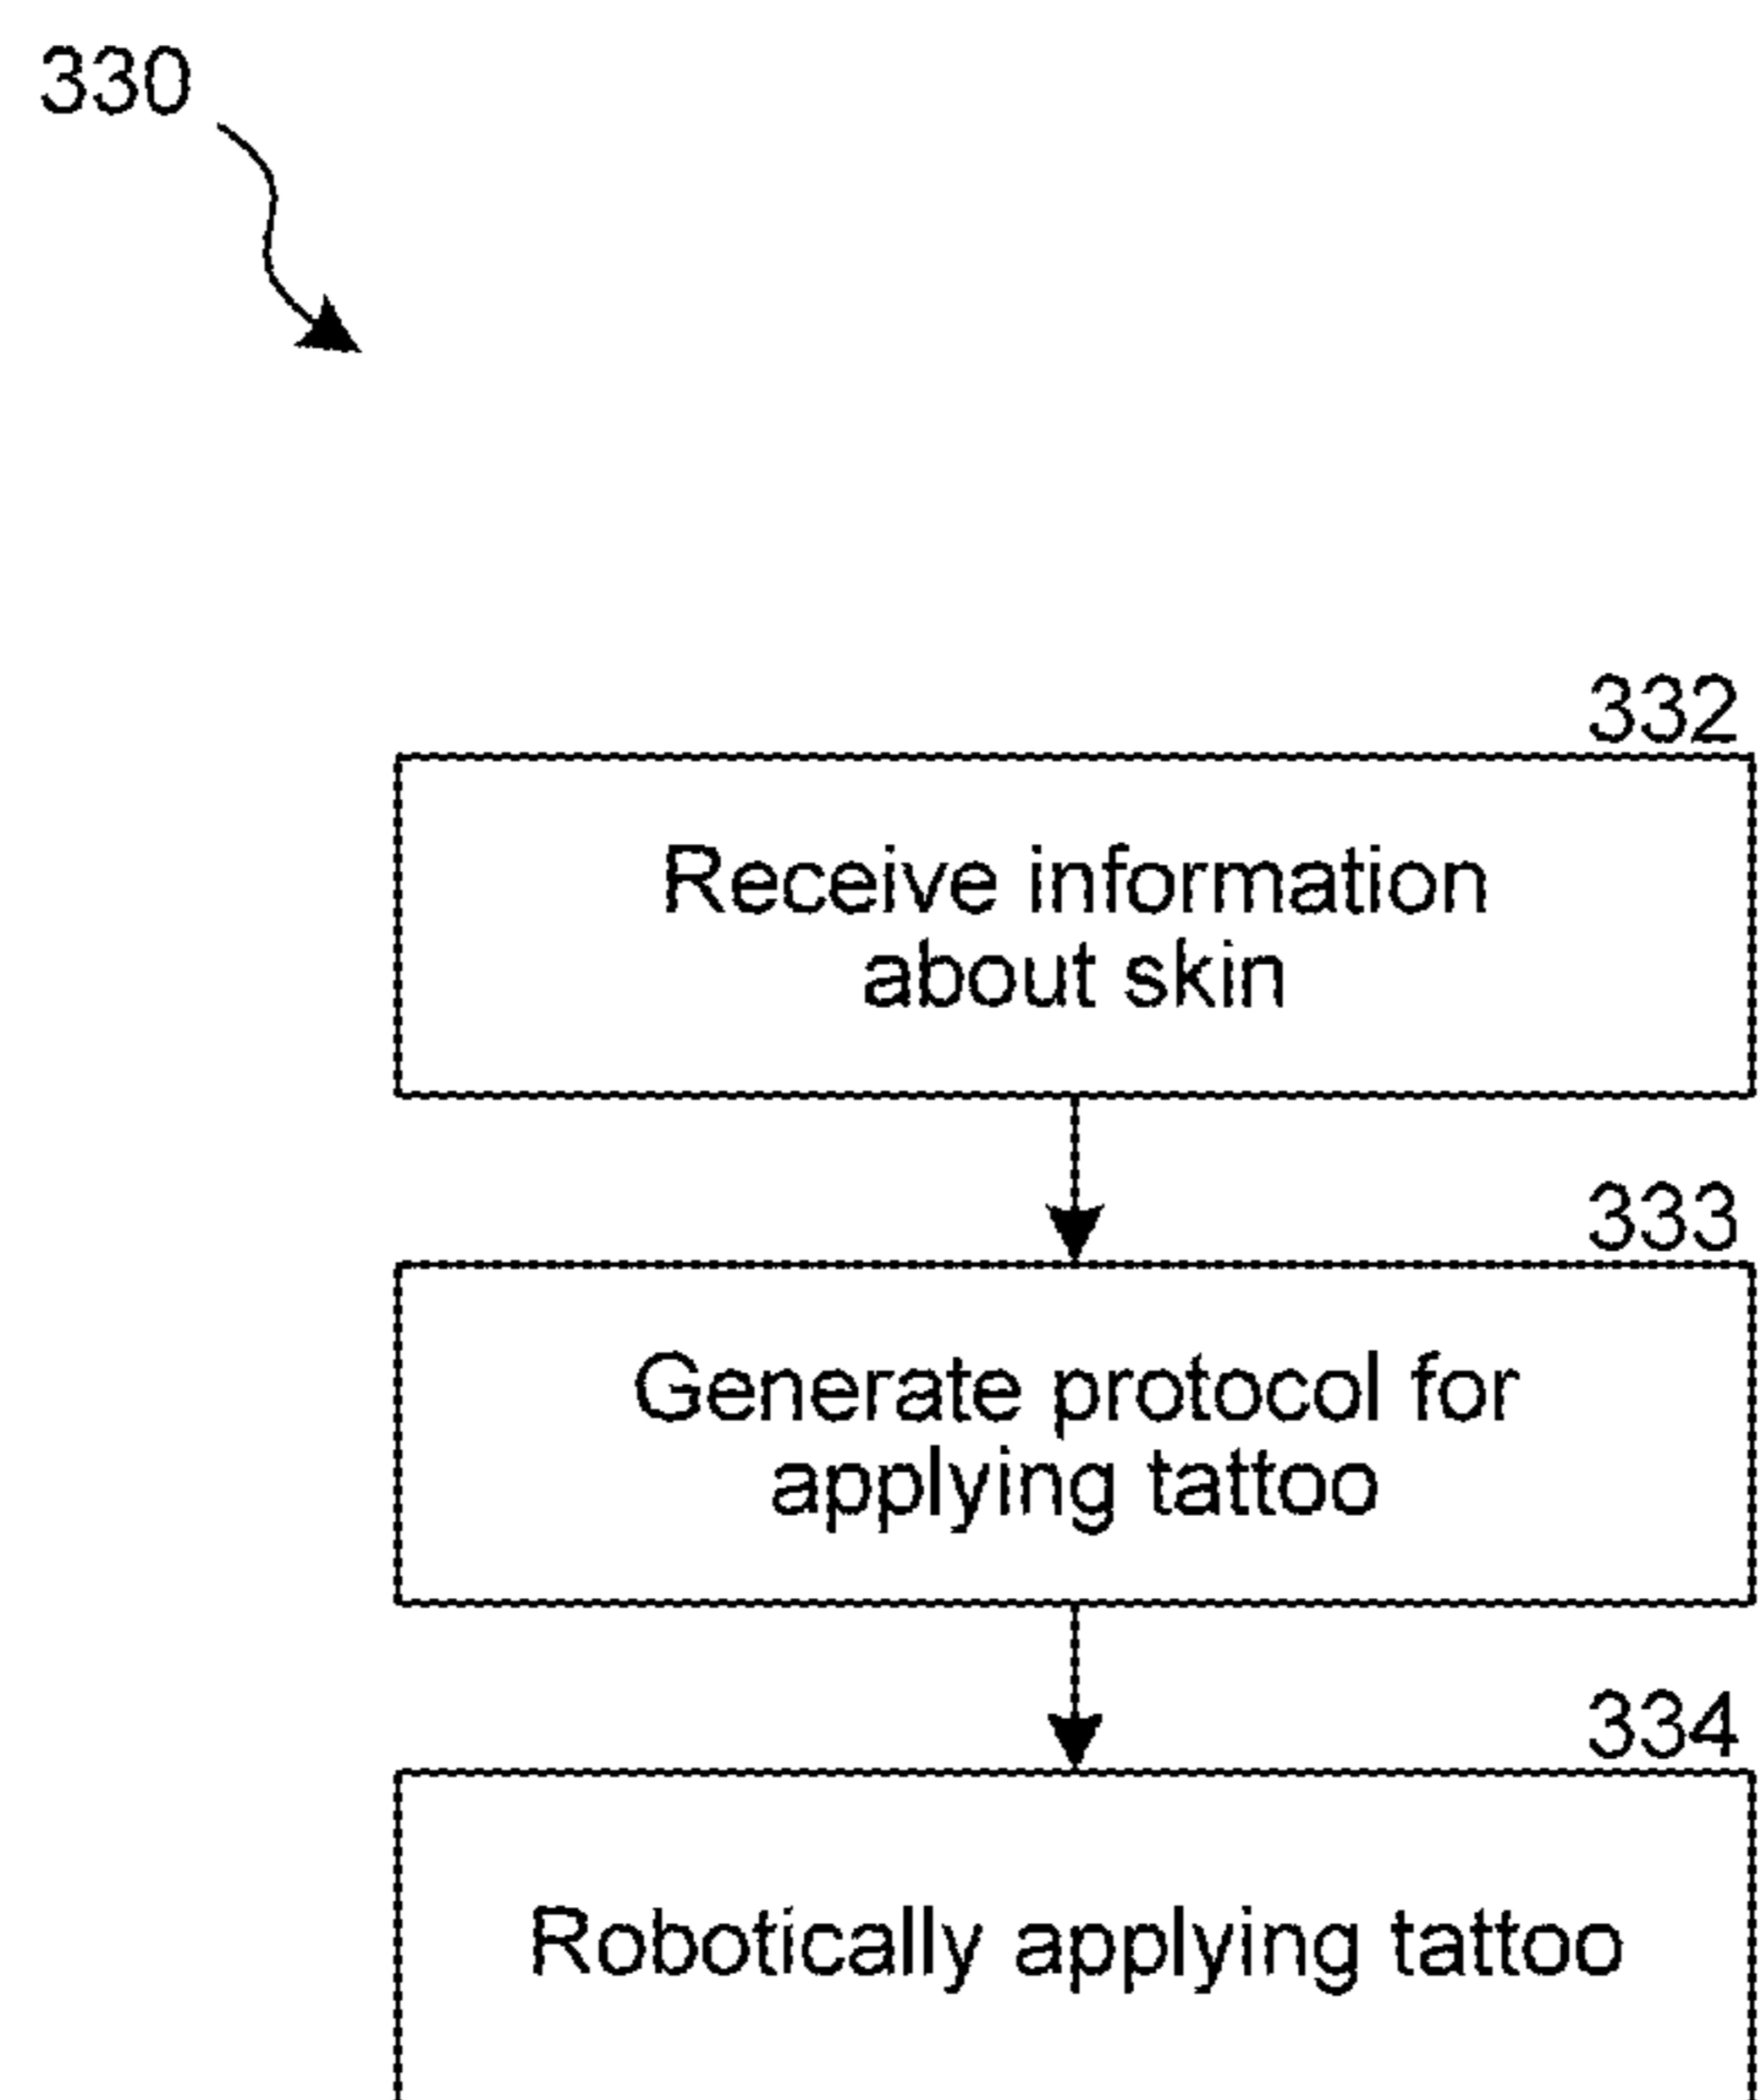 330
332
Receive information
about skin
333
Generate protocol for
applying tattoo
334
Robotically applying tattoo